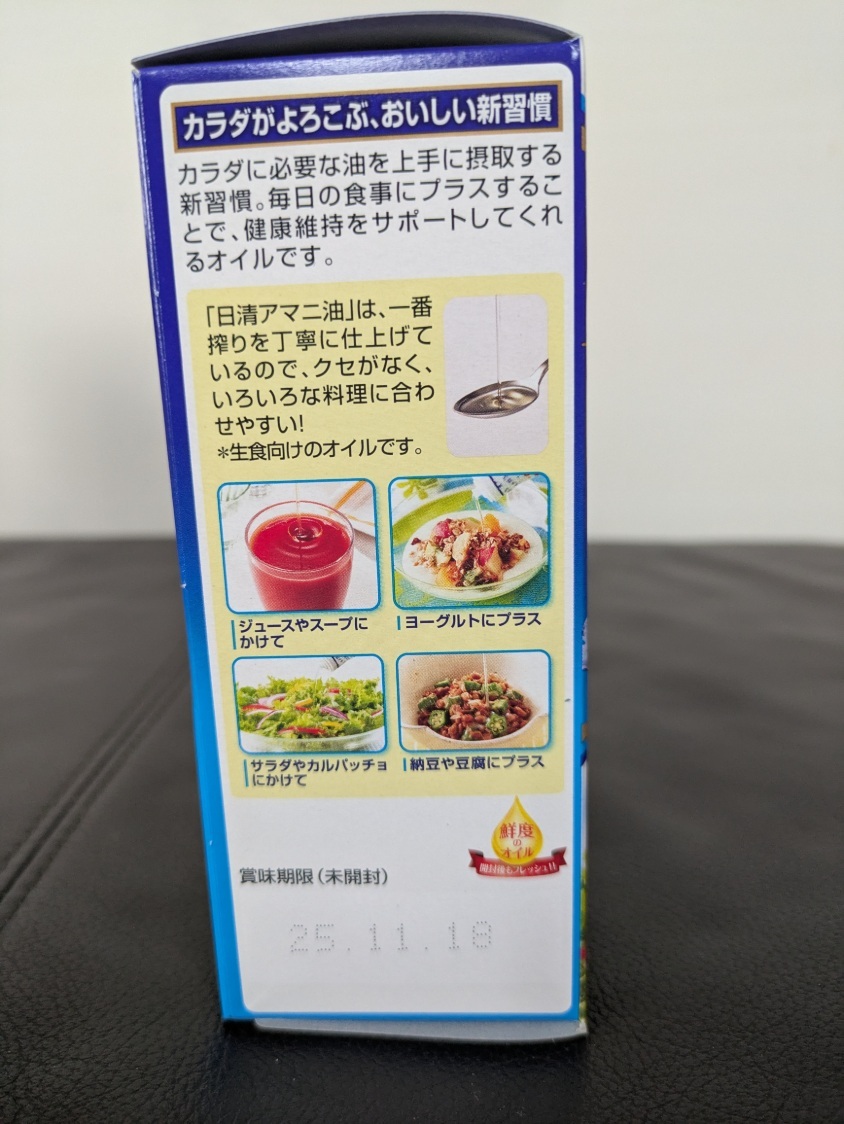 カラダがよろこぶ、おいしい新習慣
カラダに必要な油を上手に摂取する
新習慣。毎日の食事にプラスするこ
とで、健康維持をサポートしてくれ
るオイルです。
「日清アマニ油」は、一番
搾りを丁寧に仕上げて
いるので、クセがなく、
いろいろな料理に合わ
せやすい!
*生食向けのオイルです。
ジュースやスープに
かけて
ヨーグルトにプラス
サラダやカルパッチョ
にかけて
納豆や豆腐にプラス
鮮度
の
オイル
開封後もフレッシュ!!
賞味期限(未開封)
25.11.18